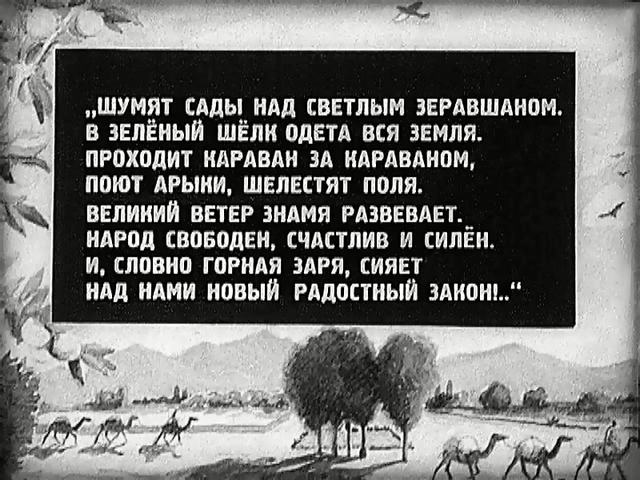 „ШУМЯТ САДЫ НАД СВЕТЛЫМ ЗЕРАВШАНОМ.
В ЗЕЛЁНЫЙ ШЁЛК ОДЕТА ВСЯ ЗЕМЛЯ.
ПРОХОДИТ КАРАВАН ЗА КАРАВАНОМ,
ПОЮТ АРЫКИ, ШЕЛЕСТЯТ ПОЛЯ.
ВЕЛИКИЙ ВЕТЕР ЗНАМЯ РАЗВЕВАЕТ.
НАРОД СВОБОДЕН, СЧАСТЛИВ И СИЛЁН.
И, СЛОВНО ГОРНАЯ ЗАРЯ, СИЯЕТ
НАД НАМИ НОВЫЙ РАДОСТНЫЙ ЗАКОН!..“